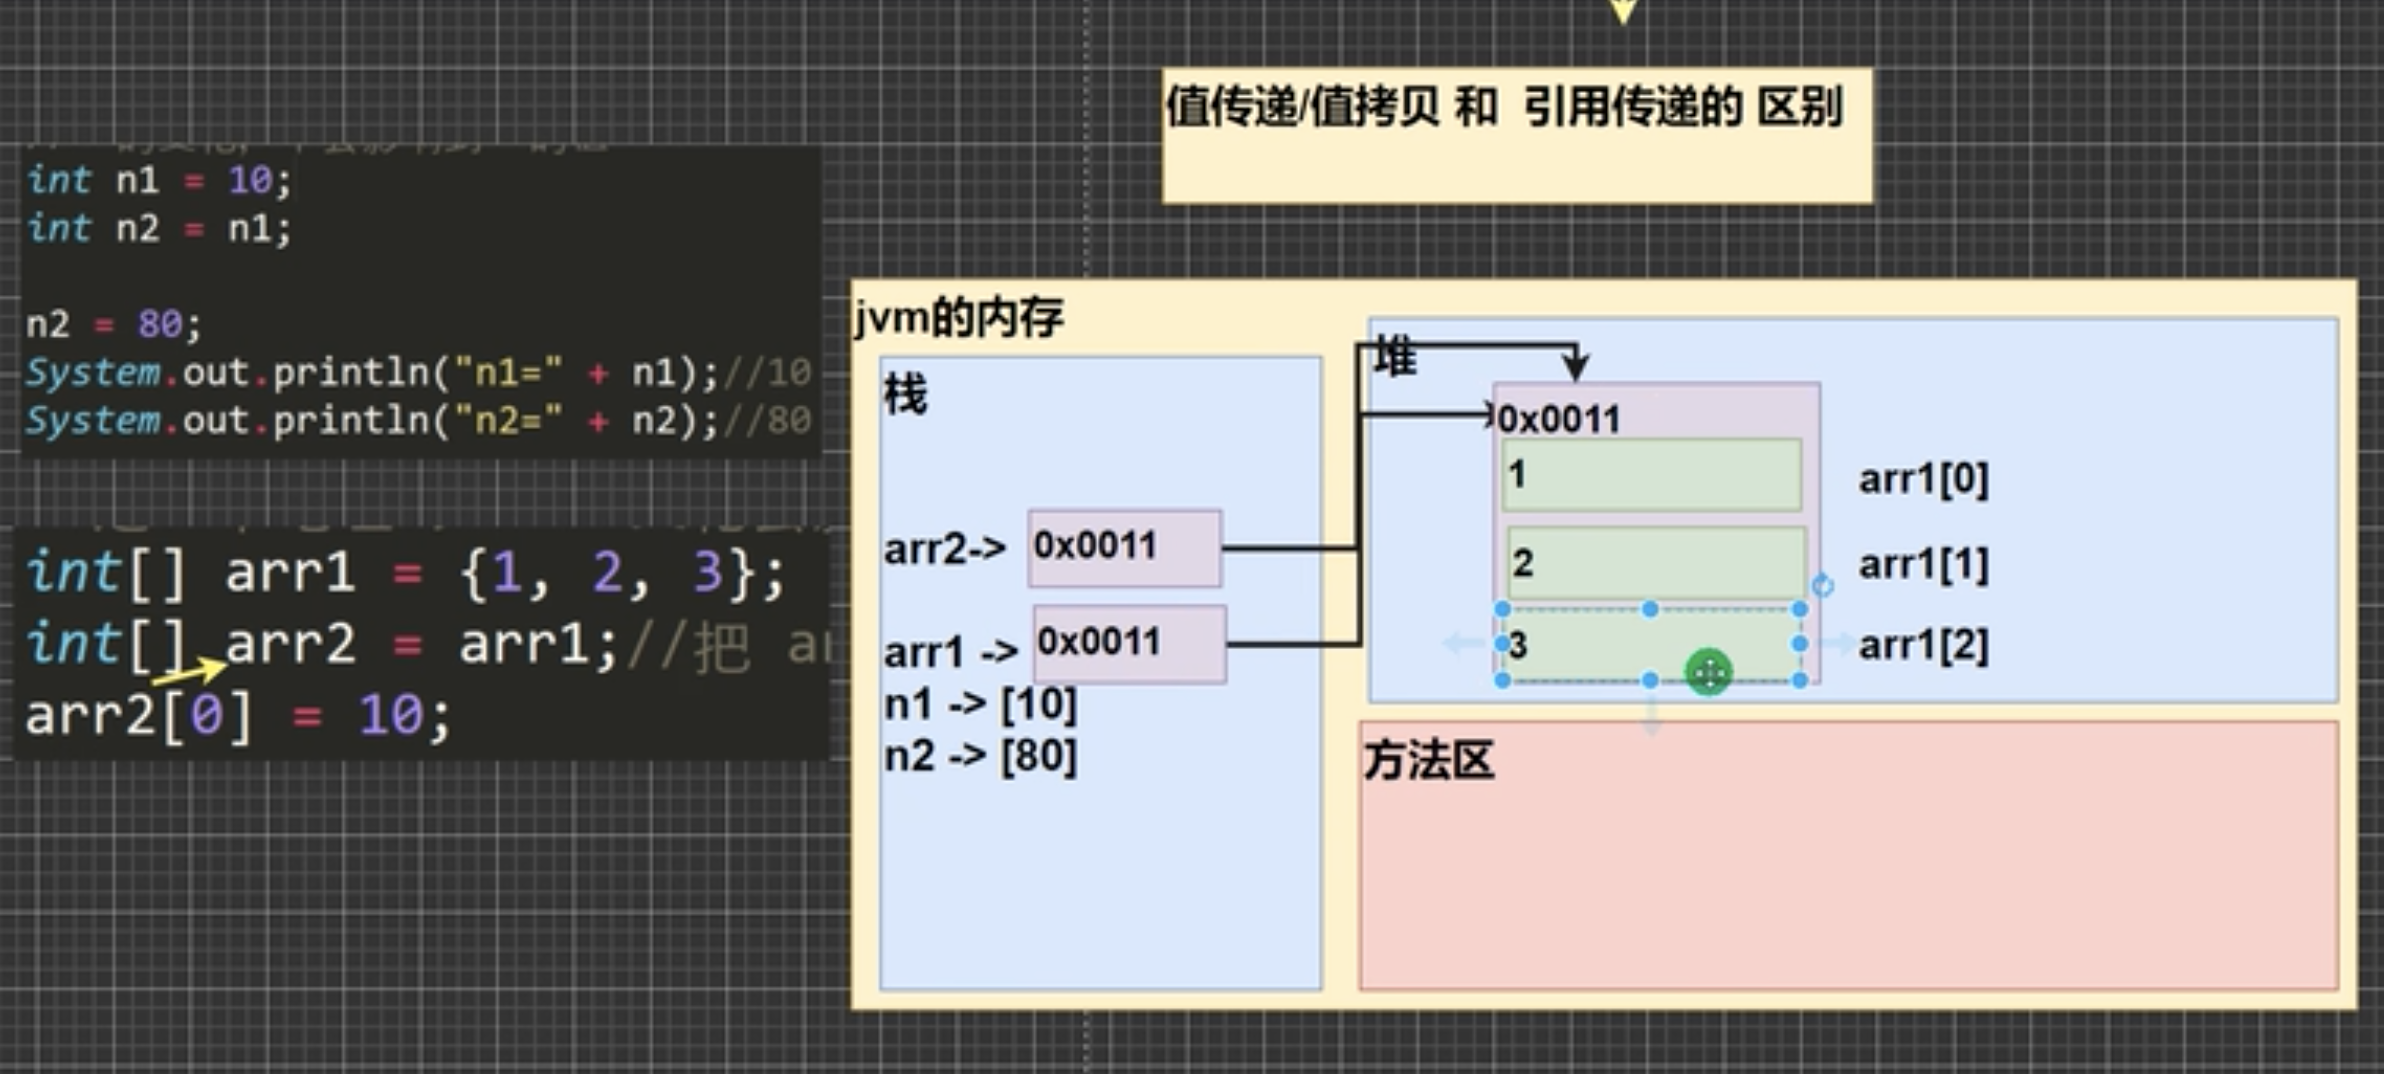 值传递/值拷贝 和 引用传递的 区别
int n1 = 10;
int n2 = n1;
n2 = 80;
System.out.println("n1=" + n1);//10
System.out.println("n2=" + n2);//80
int[] arr1 = {1, 2, 3};
int[] arr2 = arr1;//把
arr2[0] = 10;
jvm的内存
栈
arr2-> 0x0011
arr1 -> 0x0011
n1 -> [10]
n2 -> [80]
堆
0x0011
1 arr1[0]
2 arr1[1]
3 arr1[2]
方法区